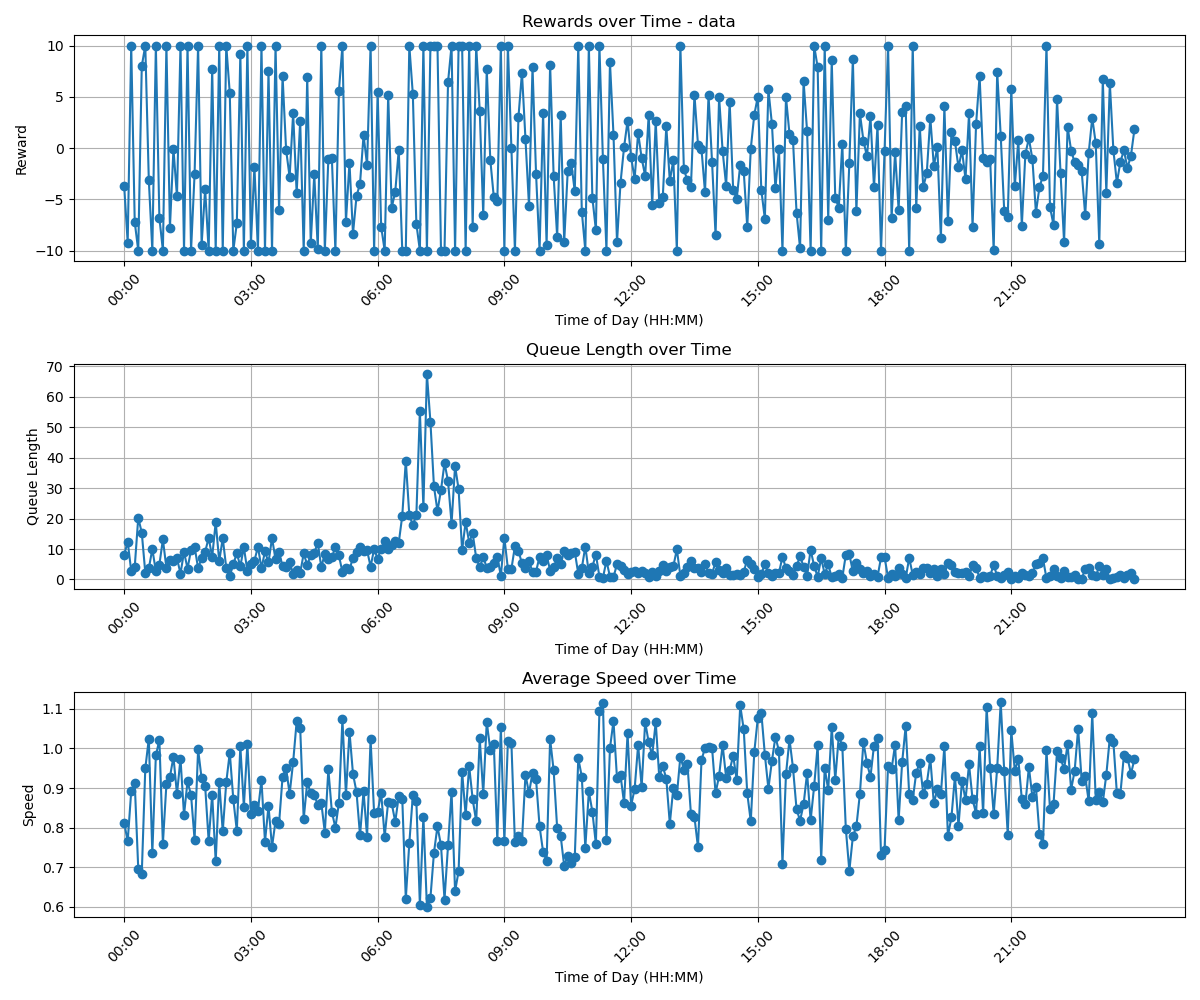 Rewards over Time - data
Reward
10
5
0
−5
−10
00:00 03:00 06:00 09:00 12:00 15:00 18:00 21:00
Time of Day (HH:MM)
Queue Length over Time
Queue Length
70
60
50
40
30
20
10
0
00:00 03:00 06:00 09:00 12:00 15:00 18:00 21:00
Time of Day (HH:MM)
Average Speed over Time
Speed
1.1
1.0
0.9
0.8
0.7
0.6
00:00 03:00 06:00 09:00 12:00 15:00 18:00 21:00
Time of Day (HH:MM)